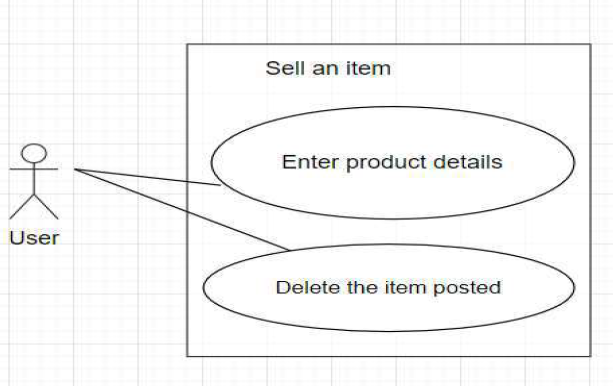 Sell an item
Enter product details
User
Delete the item posted